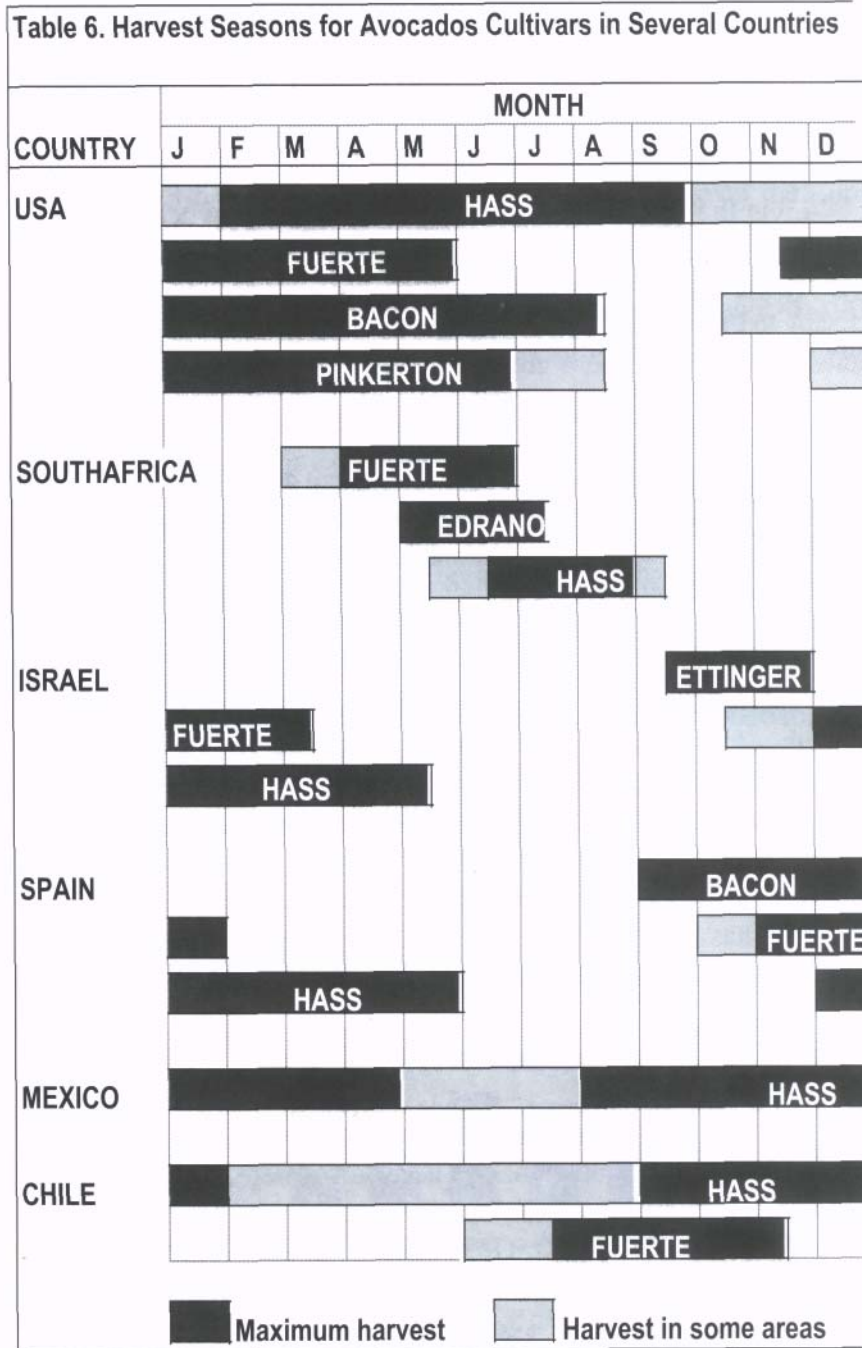 Table 6. Harvest Seasons for Avocados Cultivars in Several Countries
MONTH
COUNTRY J F M A M J J A S O N D
USA HASS
FUERTE
BACON
PINKERTON
SOUTHAFRICA FUERTE
EDRANO
HASS
ISRAEL ETTINGER
FUERTE
HASS
SPAIN BACON
FUERTE
HASS
MEXICO HASS
CHILE HASS
FUERTE
Maximum harvest Harvest in some areas